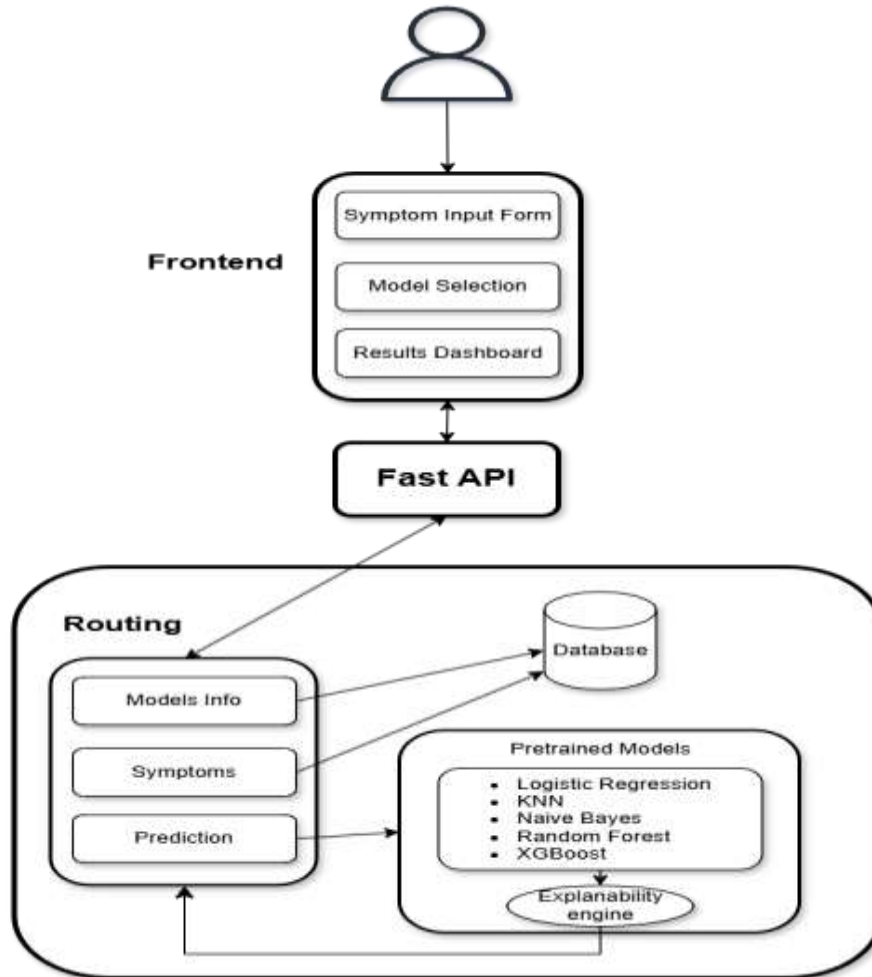 Symptom Input Form
Frontend
Model Selection
Results Dashboard
Fast API
Routing
Database
Models Info
Symptoms
Prediction
Pretrained Models
▪ Logistic Regression
▪ KNN
▪ Naive Bayes
▪ Random Forest
▪ XGBoost
Explanability
engine